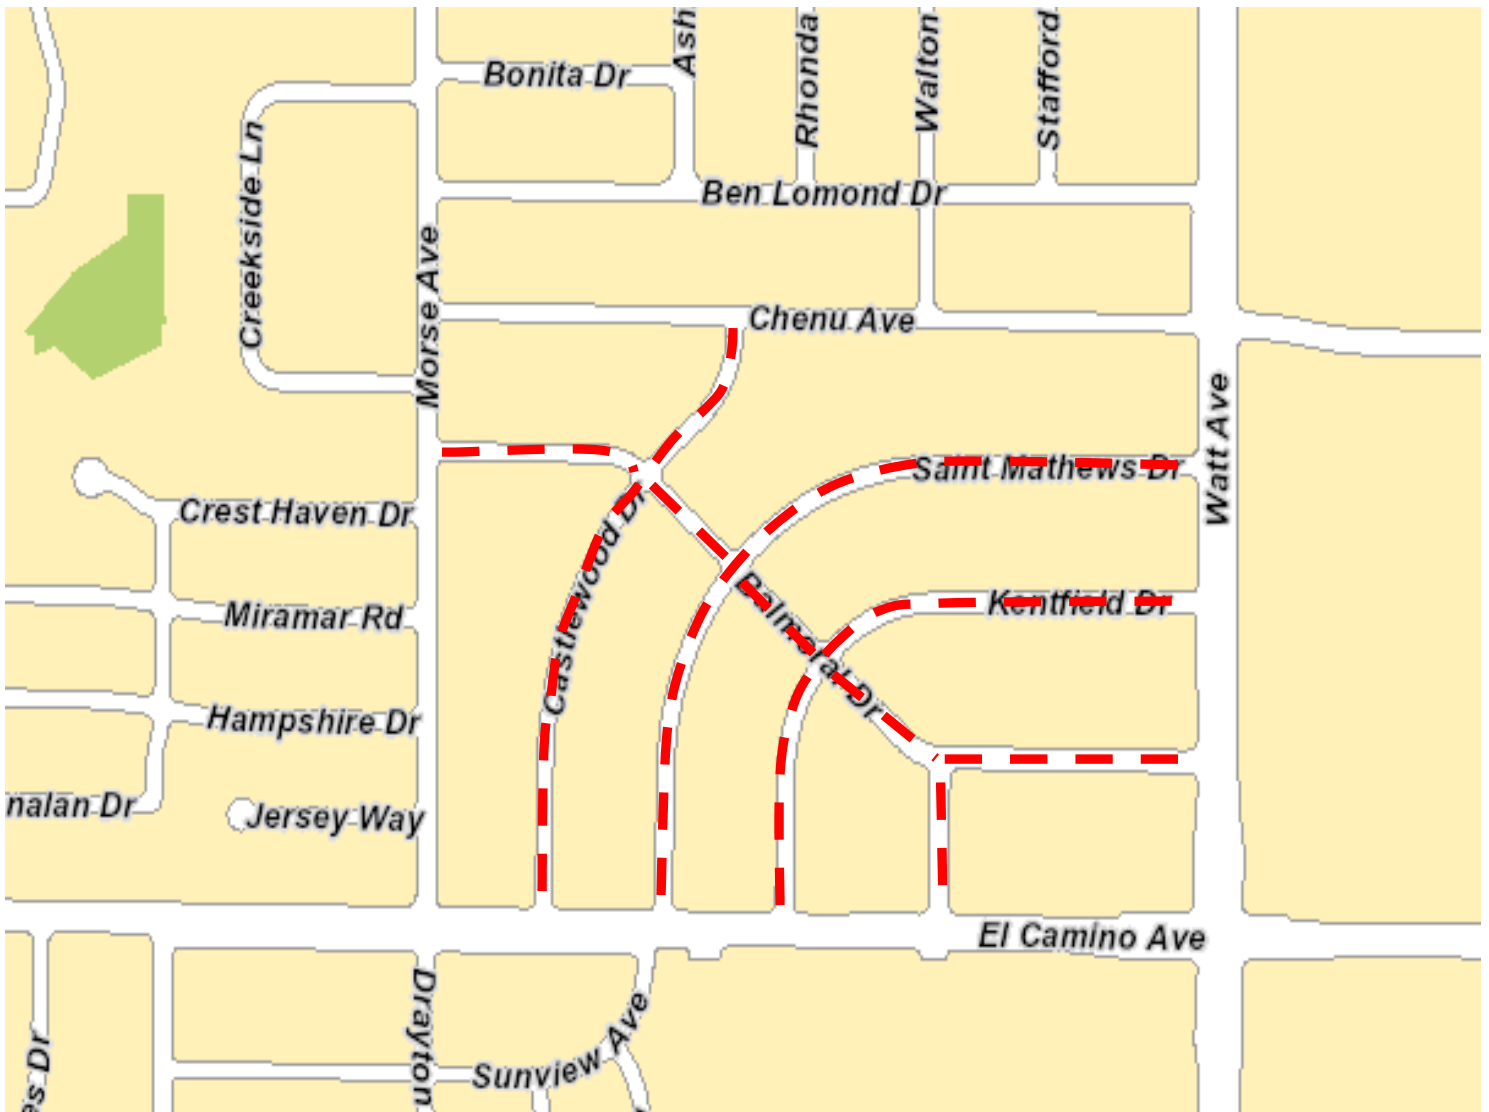 Ash
Bonita Dr
Rhonda
Walton
Stafford
Creekside Ln
Ben Lomond Dr
Morse Ave
Chenu Ave
Watt Ave
Saint Mathews Dr
Crest Haven Dr
Castlewood Dr
Balmoral Dr
Kentfield Dr
Miramar Rd
Hampshire Dr
nalan Dr
Jersey Way
El Camino Ave
Drayton
Sunview Ave
es Dr